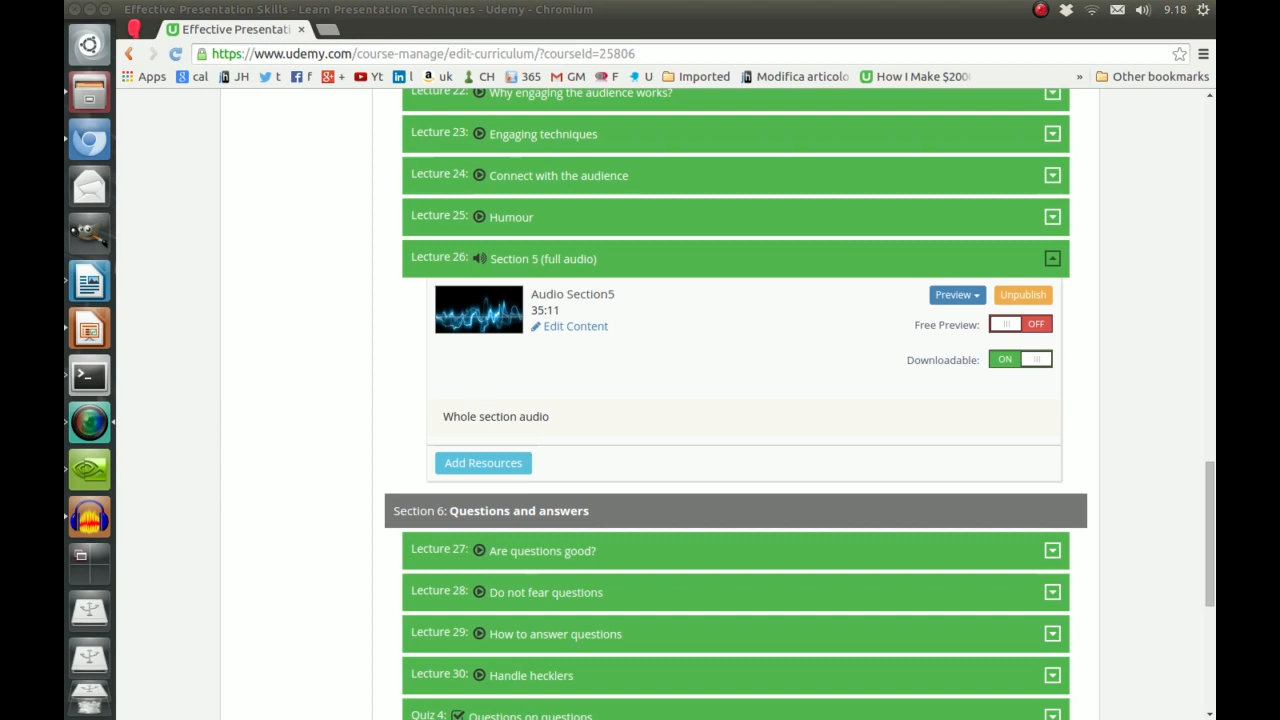 Effective Presentation Skills - Learn Presentation Techniques - Udemy - Chromium
9.18
Effective Presentati
https://www.udemy.com/course-manage/edit-curriculum/?courseId=25806
Apps cal JH t f + Yt l uk CH 365 GM F U Imported Modifica articolo How I Make $200 » Other bookmarks
Lecture 22: Why engaging the audience works?
Lecture 23: Engaging techniques
Lecture 24: Connect with the audience
Lecture 25: Humour
Lecture 26: Section 5 (full audio)
Audio Section5
Preview
Unpublish
35:11
Edit Content
Free Preview: OFF
Downloadable: ON
Whole section audio
Add Resources
Section 6: Questions and answers
Lecture 27: Are questions good?
Lecture 28: Do not fear questions
Lecture 29: How to answer questions
Lecture 30: Handle hecklers
Quiz 4: Questions on questions